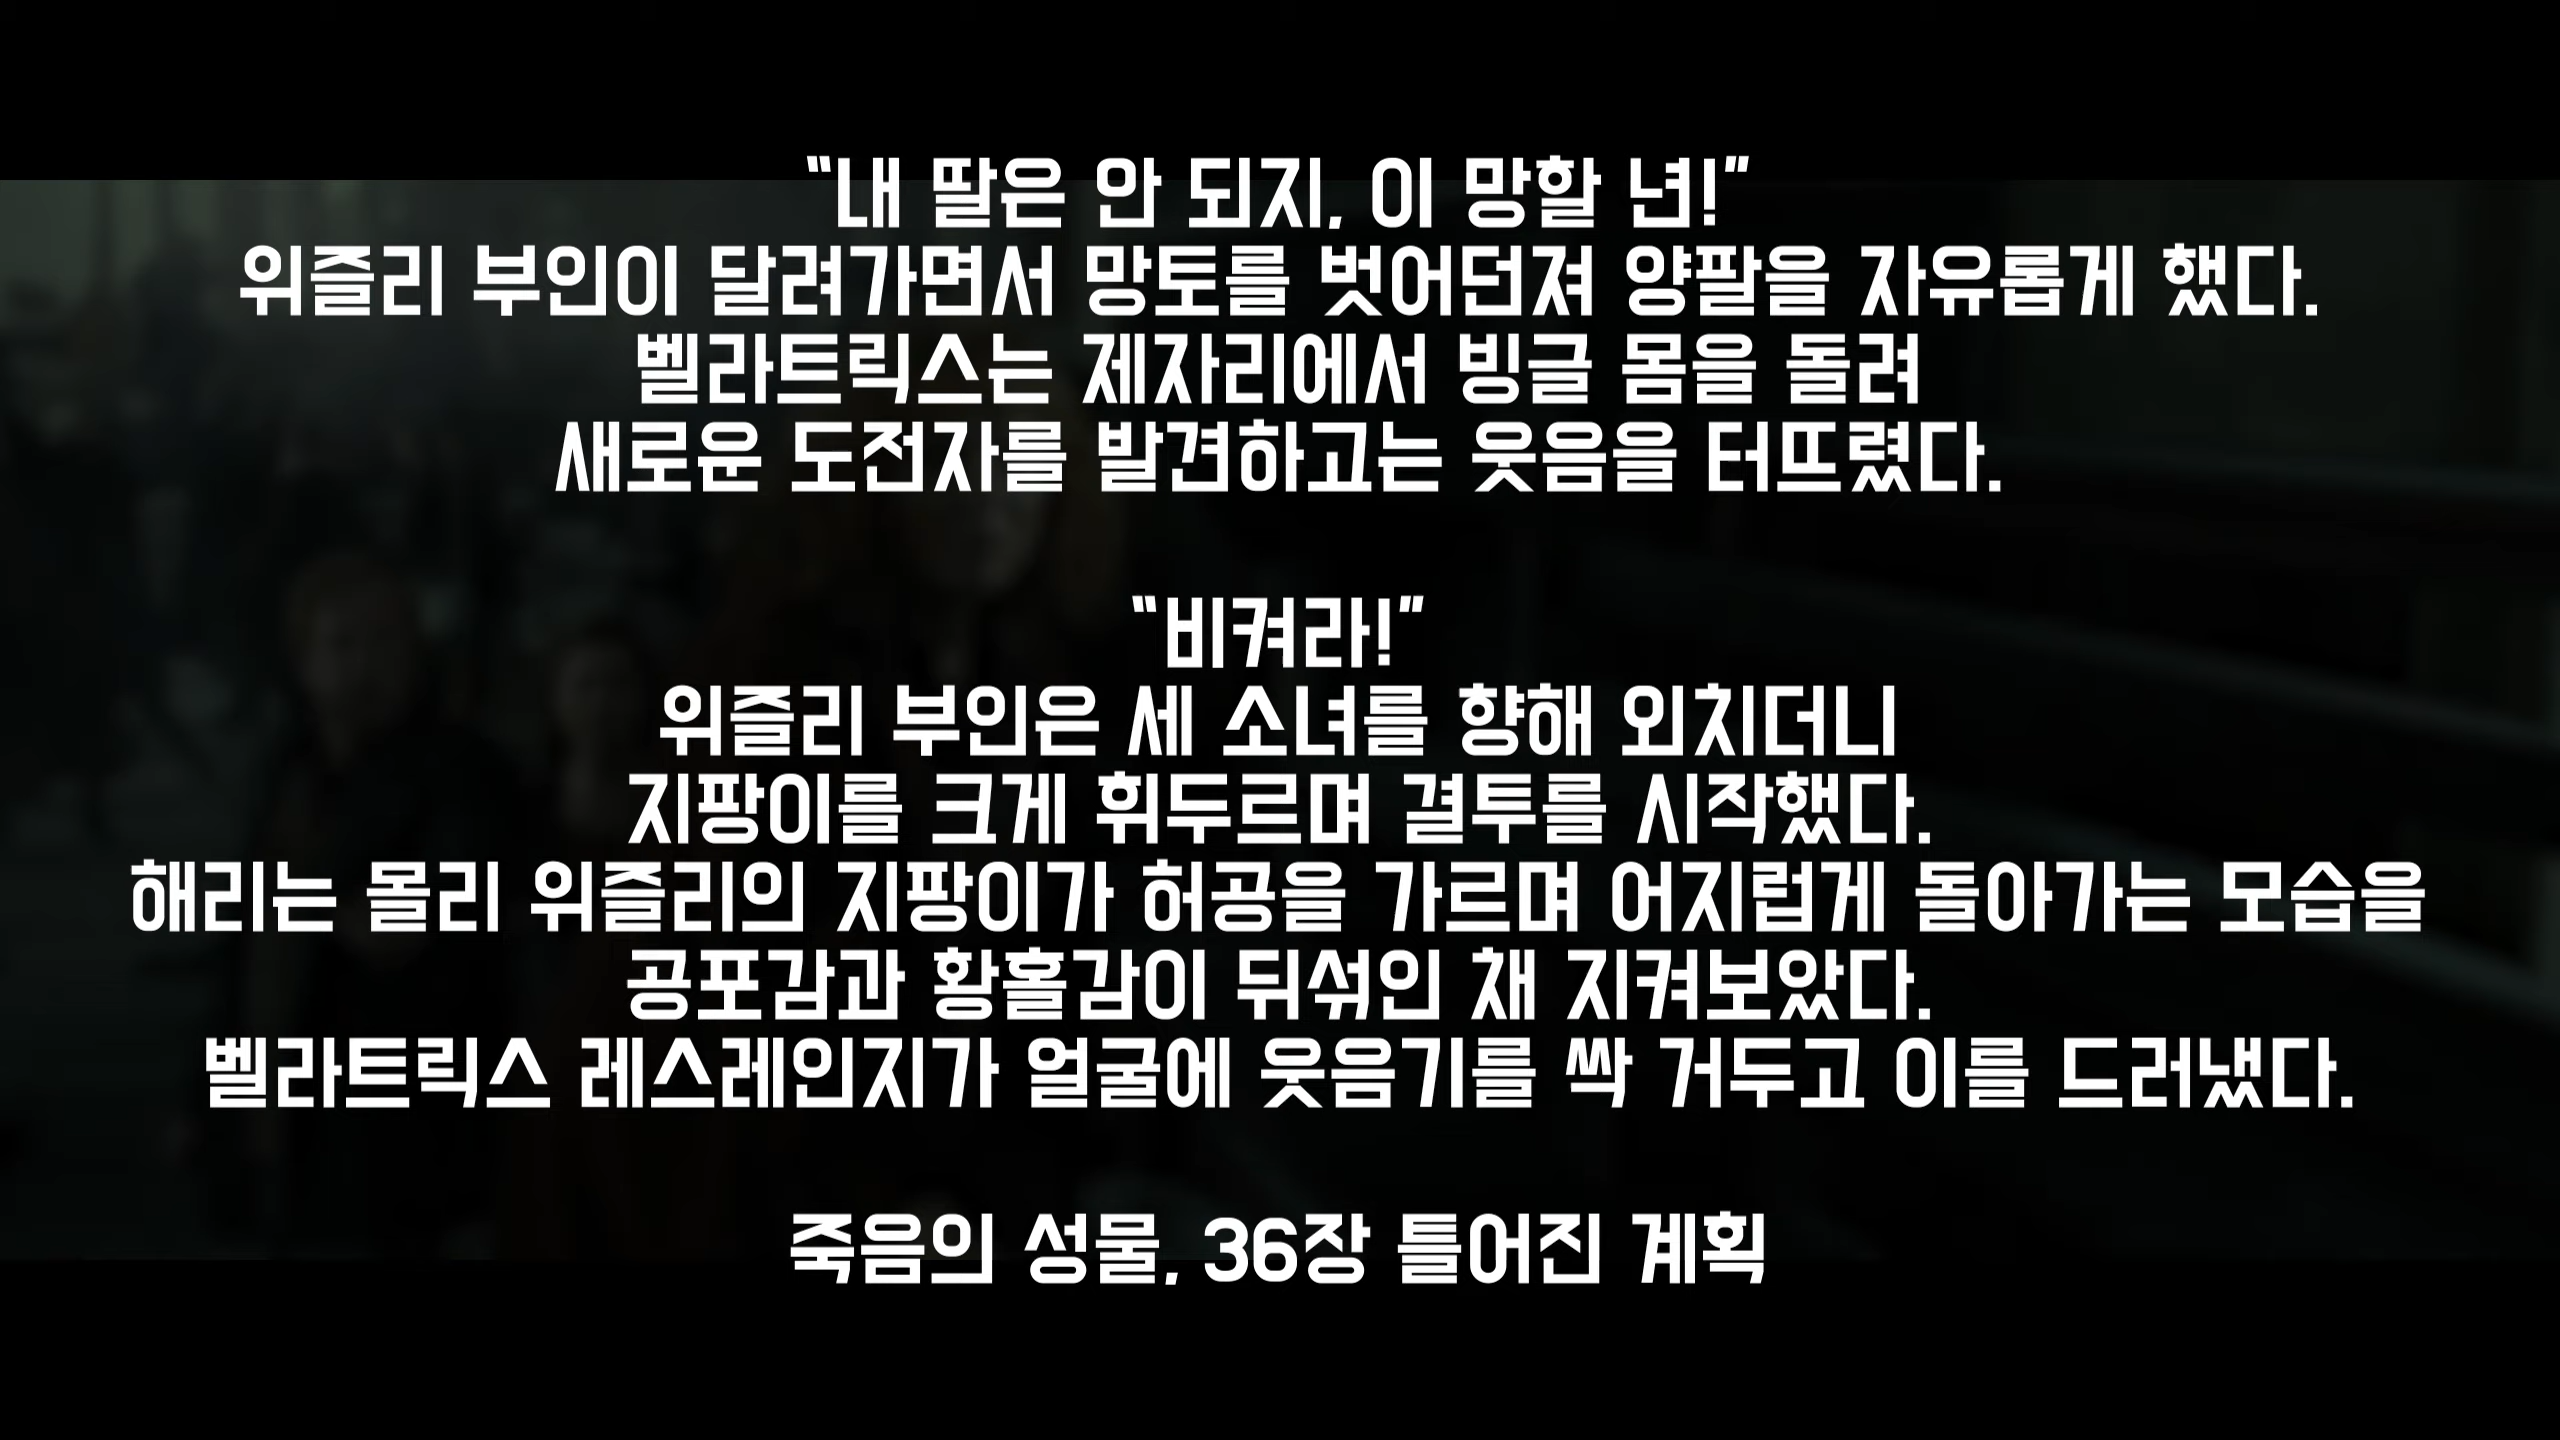 "내 딸은 안 되지, 이 망할 년!"
위즐리 부인이 달려가면서 망토를 벗어던져 양팔을 자유롭게 했다.
벨라트릭스는 제자리에서 빙글 몸을 돌려
새로운 도전자를 발견하고는 웃음을 터뜨렸다.
"비켜라!"
위즐리 부인은 세 소녀를 향해 외치더니
지팡이를 크게 휘두르며 결투를 시작했다.
해리는 몰리 위즐리의 지팡이가 허공을 가르며 어지럽게 돌아가는 모습을
공포감과 황홀감이 뒤섞인 채 지켜보았다.
벨라트릭스 레스레인지가 얼굴에 웃음기를 싹 거두고 이를 드러냈다.
죽음의 성물, 36장 틀어진 계획